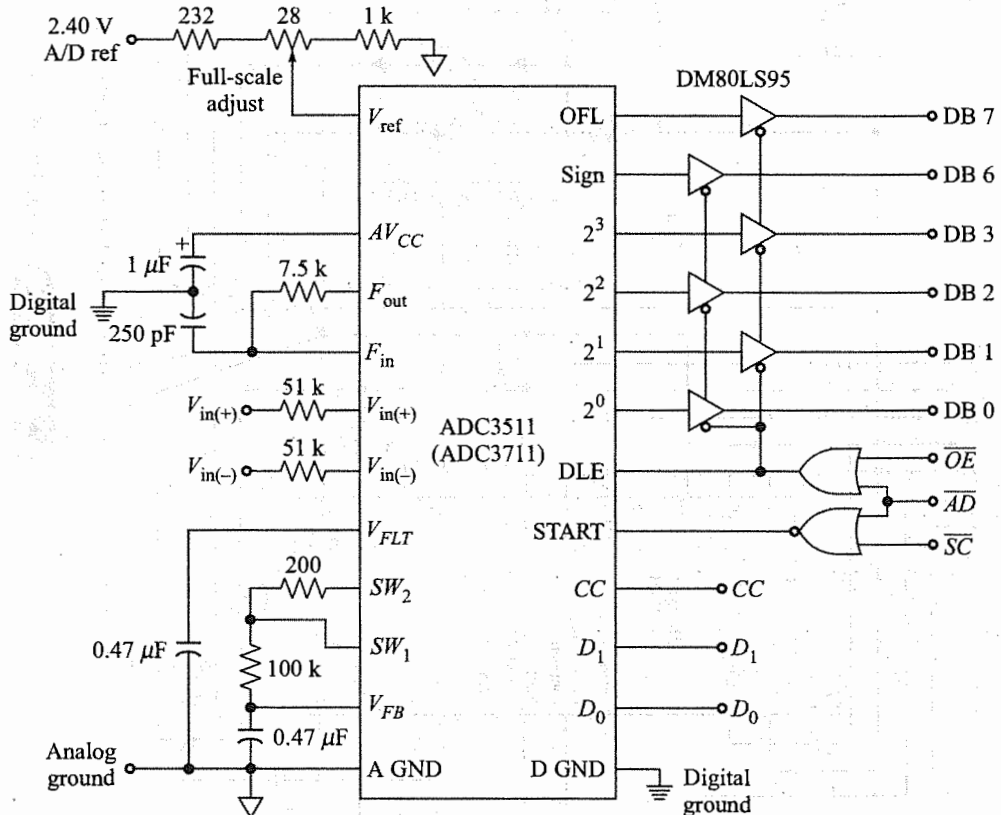 2.40 V
A/D ref
232
28
1 k
Full-scale
adjust
DM80LS95
V_ref
OFL
DB 7
Sign
DB 6
AV_CC
2^3
DB 3
+
1 μF
7.5 k
F_out
2^2
DB 2
Digital
ground
250 pF
F_in
2^1
DB 1
V_in(+)
51 k
V_in(+)
2^0
DB 0
ADC3511
(ADC3711)
V_in(−)
51 k
V_in(−)
DLE
\overline{OE}
\overline{AD}
V_FLT
START
\overline{SC}
200
SW_2
CC
CC
0.47 μF
SW_1
D_1
D_1
100 k
V_FB
D_0
D_0
0.47 μF
Analog
ground
A GND
D GND
Digital
ground